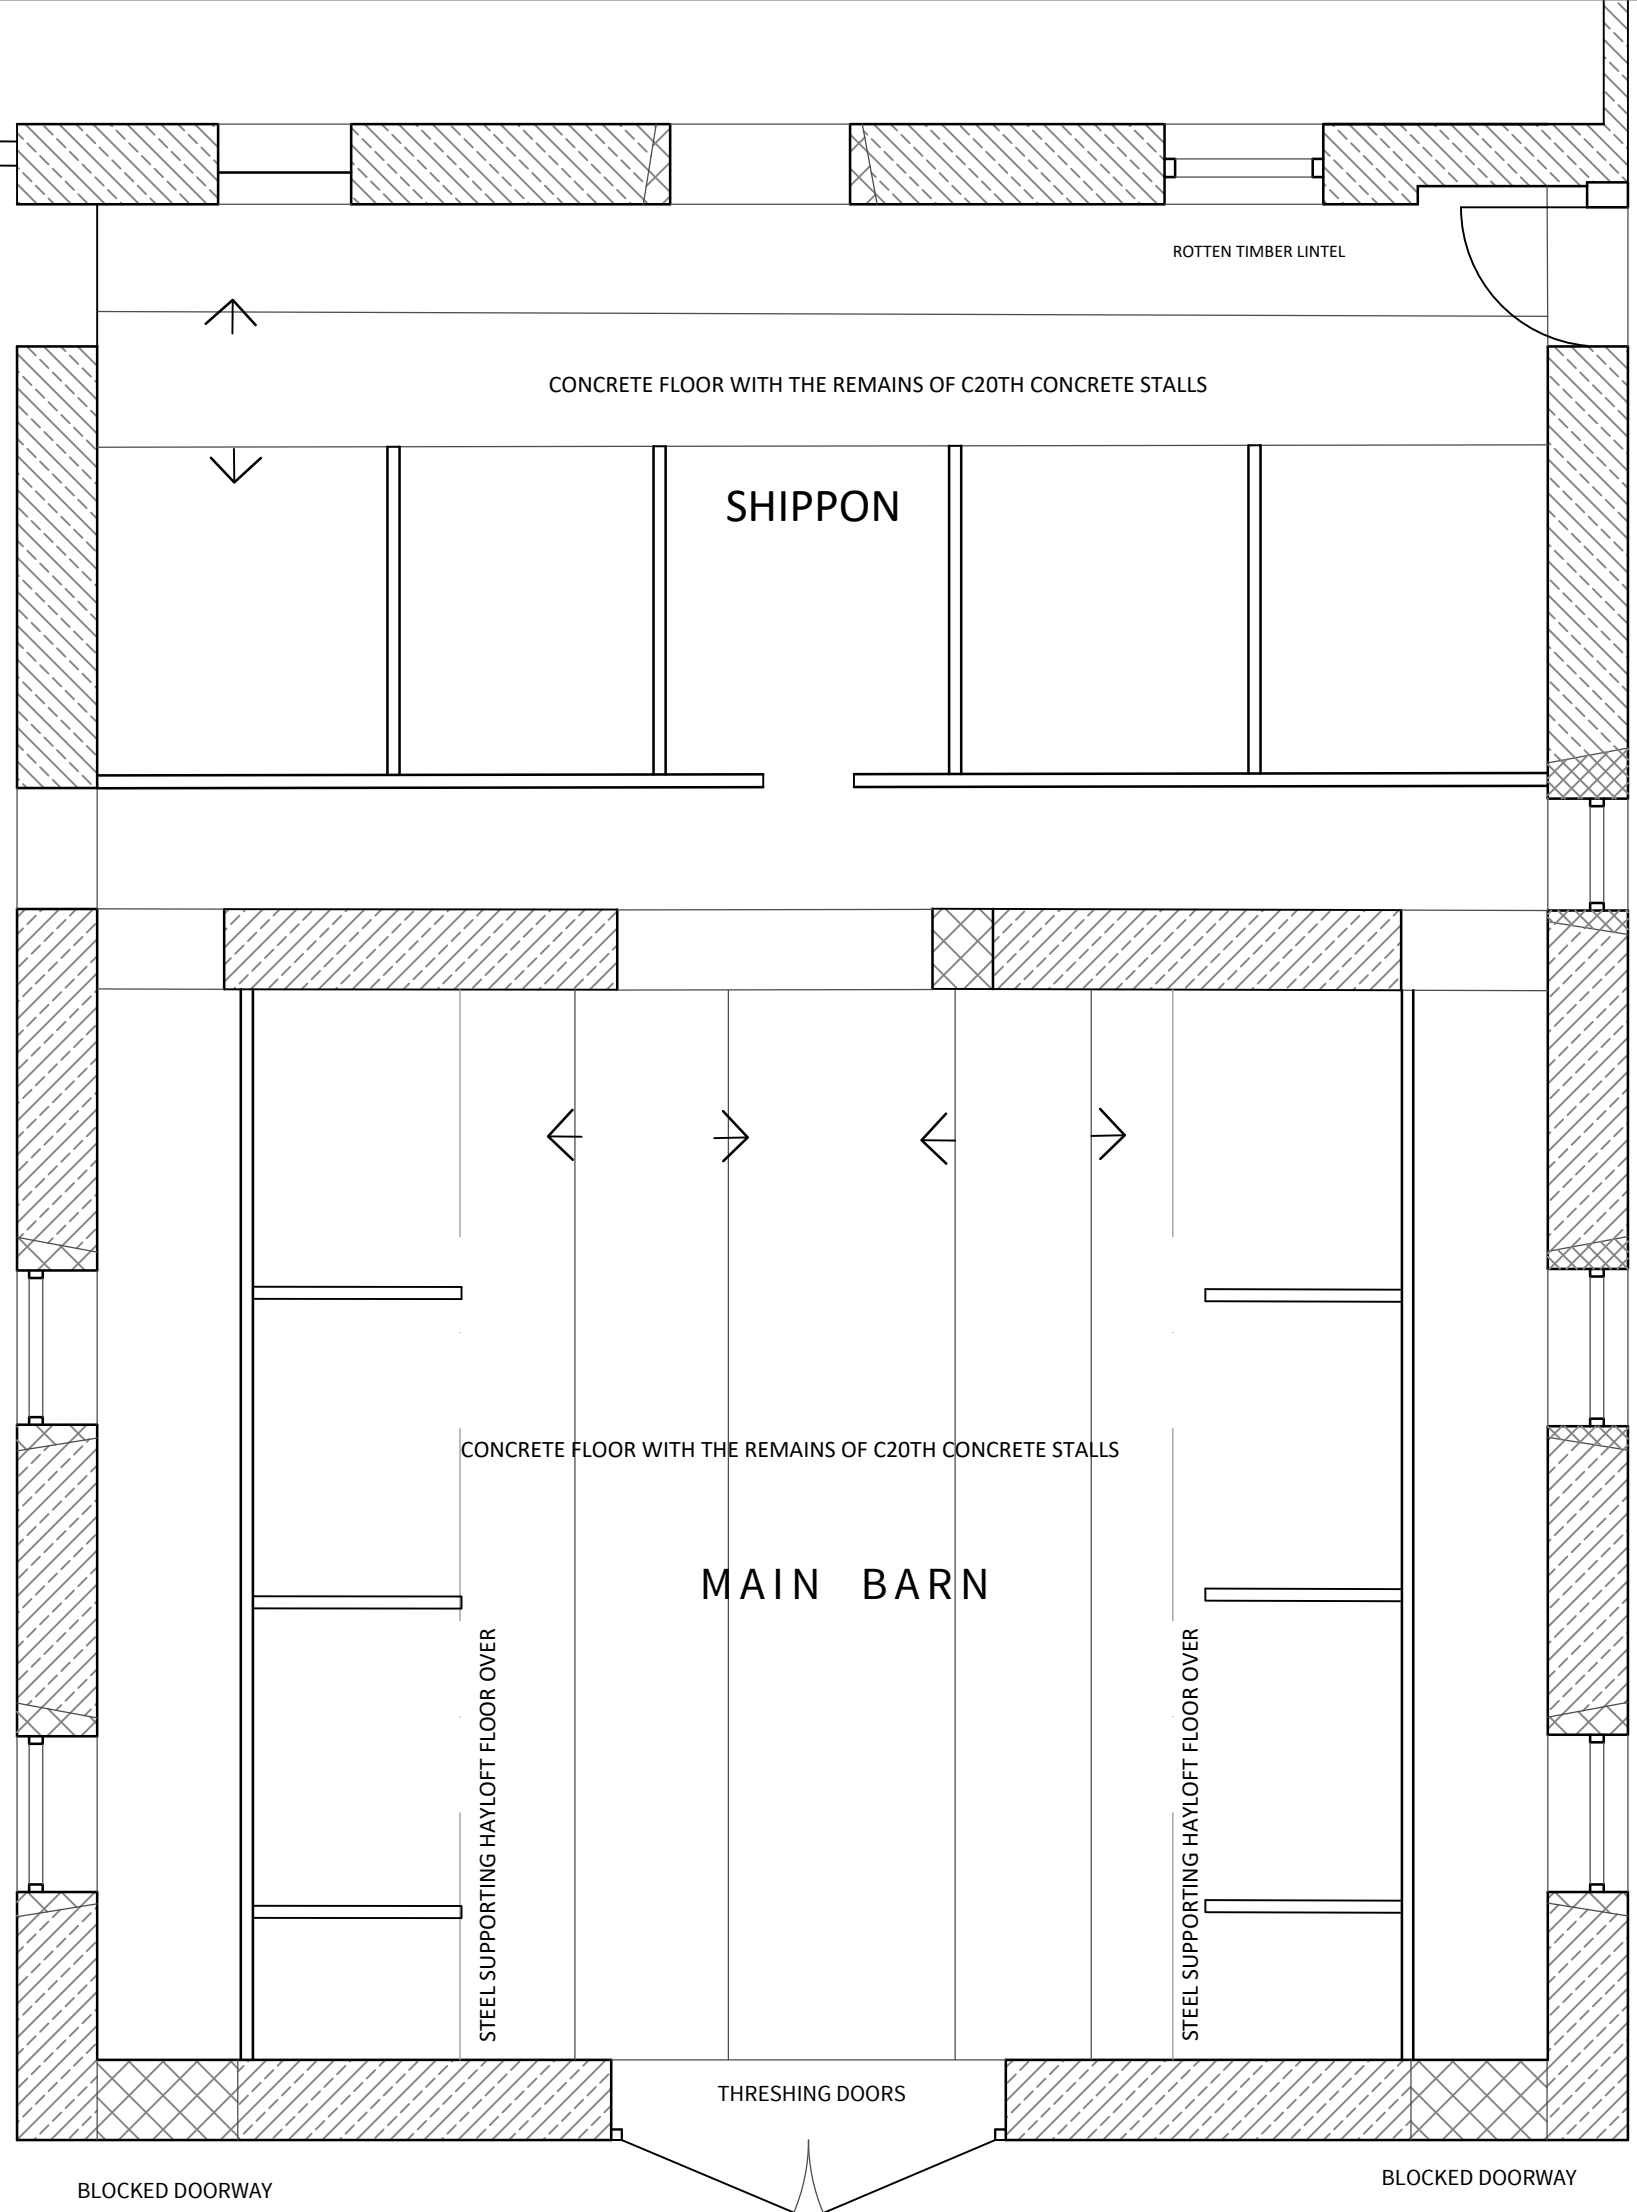 ROTTEN TIMBER LINTEL
CONCRETE FLOOR WITH THE REMAINS OF C20TH CONCRETE STALLS
SHIPPON
CONCRETE FLOOR WITH THE REMAINS OF C20TH CONCRETE STALLS
MAIN BARN
STEEL SUPPORTING HAYLOFT FLOOR OVER
STEEL SUPPORTING HAYLOFT FLOOR OVER
THRESHING DOORS
BLOCKED DOORWAY
BLOCKED DOORWAY